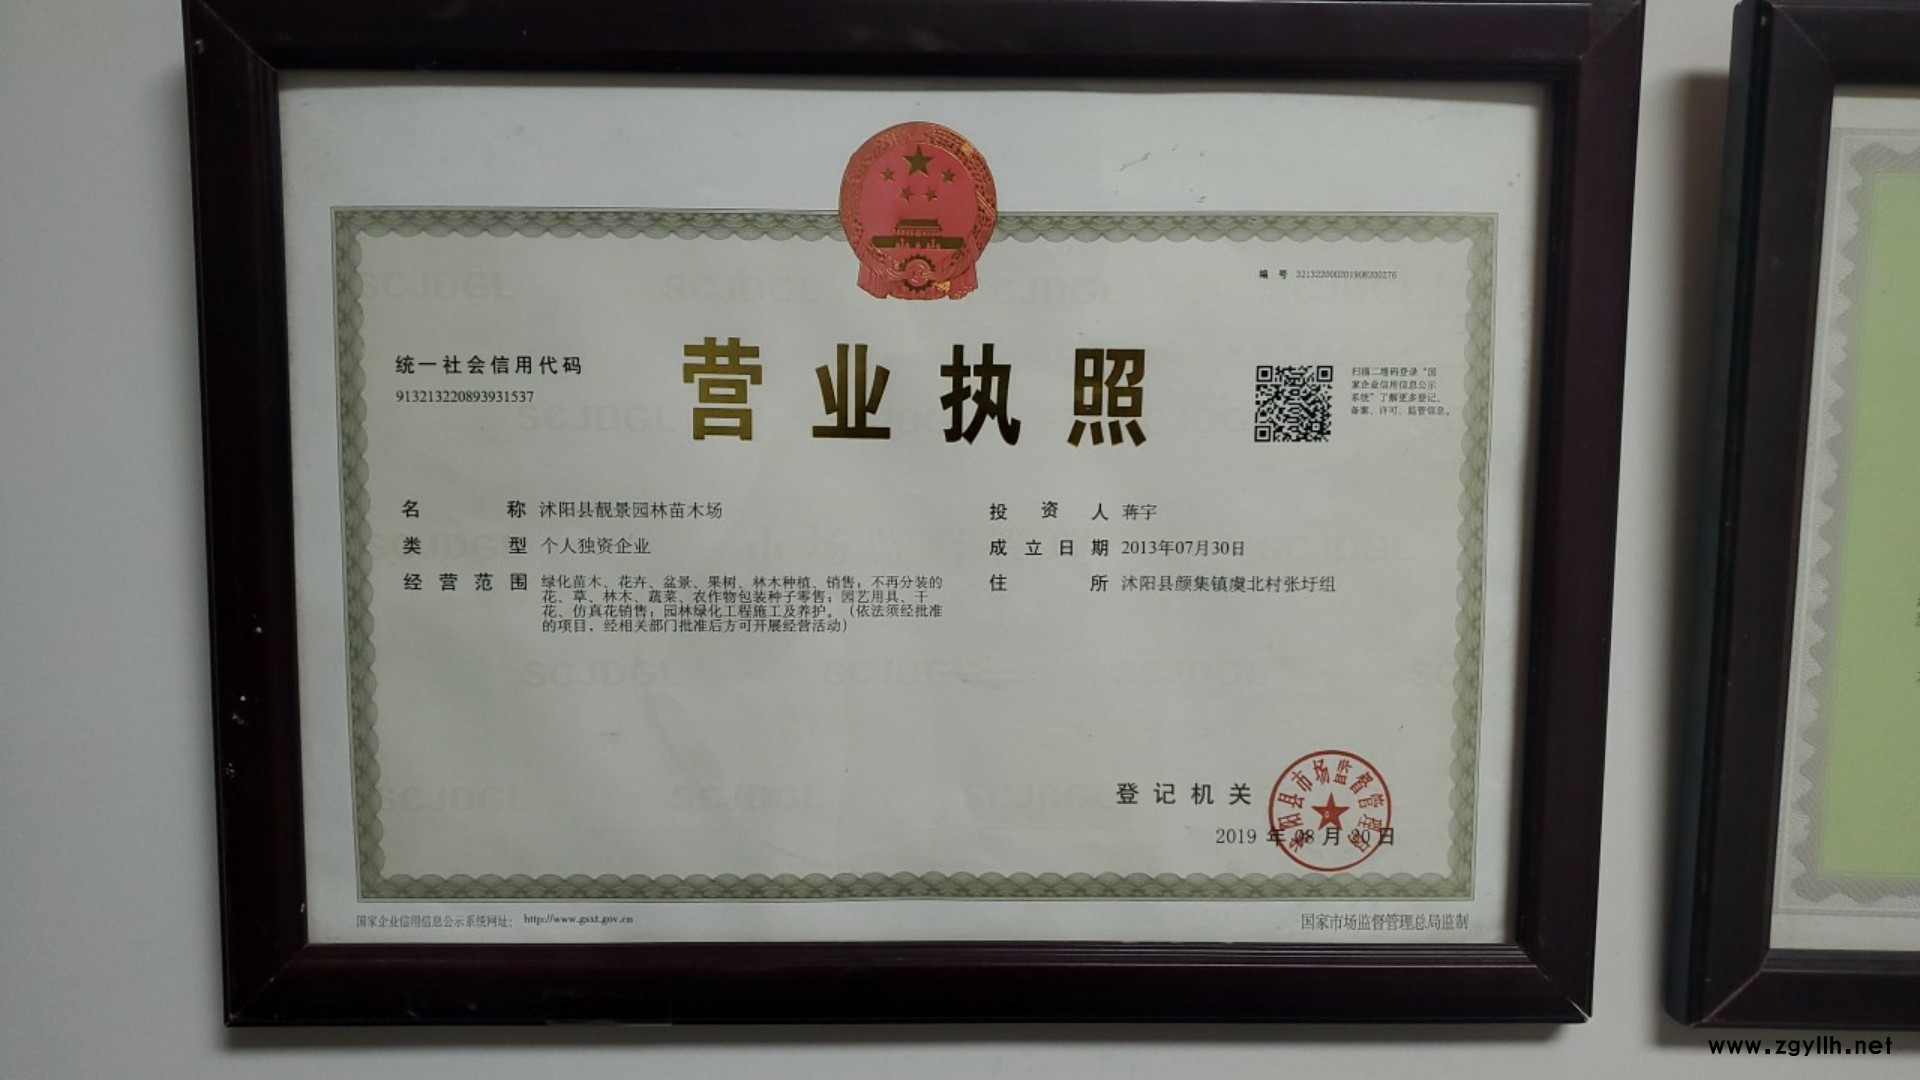 编 号 321322000201908200276
统一社会信用代码
913213220893931537
营业执照
扫描二维码登录“国
家企业信用信息公示
系统”了解更多登记、
备案、许可、监管信息。
名 称 沭阳县靓景园林苗木场
类 型 个人独资企业
经营范围 绿化苗木、花卉、盆景、果树、林木种植、销售；不再分装的
花、草、林木、蔬菜、农作物包装种子零售；园艺用具、干
花、仿真花销售；园林绿化工程施工及养护。（依法须经批准
的项目，经相关部门批准后方可开展经营活动）
投 资 人 蒋宇
成立日期 2013年07月30日
住 所 沭阳县颜集镇虞北村张圩组
登记机关
沭阳县市场监督管理局
2019 年 08 月 20 日
国家企业信用信息公示系统网址： http://www.gsxt.gov.cn
国家市场监督管理总局监制
www.zgyllh.net